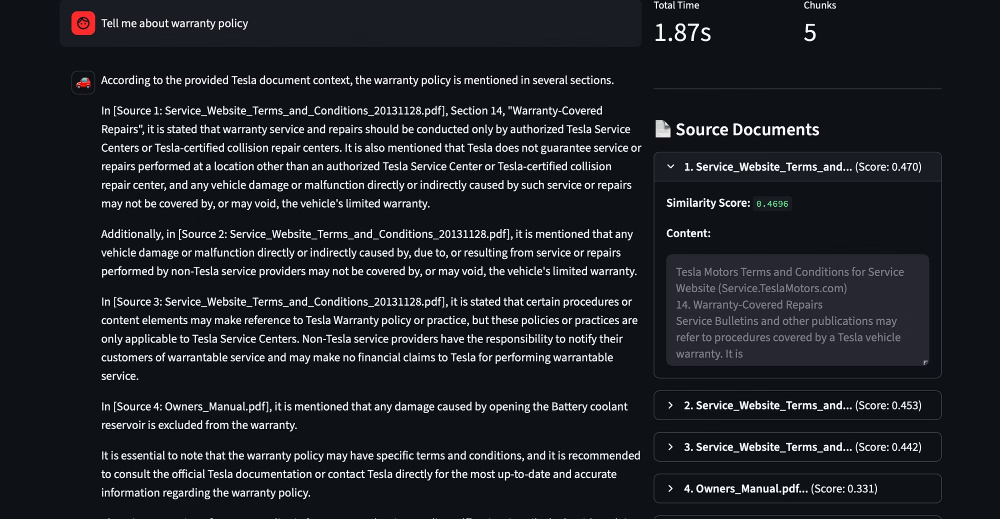 Tell me about warranty policy
According to the provided Tesla document context, the warranty policy is mentioned in several sections.
In [Source 1: Service_Website_Terms_and_Conditions_20131128.pdf], Section 14, "Warranty-Covered
Repairs", it is stated that warranty service and repairs should be conducted only by authorized Tesla Service
Centers or Tesla-certified collision repair centers. It is also mentioned that Tesla does not guarantee service or
repairs performed at a location other than an authorized Tesla Service Center or Tesla-certified collision
repair center, and any vehicle damage or malfunction directly or indirectly caused by such service or repairs
may not be covered by, or may void, the vehicle's limited warranty.
Additionally, in [Source 2: Service_Website_Terms_and_Conditions_20131128.pdf], it is mentioned that any
vehicle damage or malfunction directly or indirectly caused by, due to, or resulting from service or repairs
performed by non-Tesla service providers may not be covered by, or may void, the vehicle's limited warranty.
In [Source 3: Service_Website_Terms_and_Conditions_20131128.pdf], it is stated that certain procedures or
content elements may make reference to Tesla Warranty policy or practice, but these policies or practices are
only applicable to Tesla Service Centers. Non-Tesla service providers have the responsibility to notify their
customers of warrantable service and may make no financial claims to Tesla for performing warrantable
service.
In [Source 4: Owners_Manual.pdf], it is mentioned that any damage caused by opening the Battery coolant
reservoir is excluded from the warranty.
It is essential to note that the warranty policy may have specific terms and conditions, and it is recommended
to consult the official Tesla documentation or contact Tesla directly for the most up-to-date and accurate
information regarding the warranty policy.
Total Time
1.87s
Chunks
5
Source Documents
1. Service_Website_Terms_and... (Score: 0.470)
Similarity Score: 0.4696
Content:
Tesla Motors Terms and Conditions for Service
Website (Service.TeslaMotors.com)
14. Warranty-Covered Repairs
Service Bulletins and other publications may
refer to procedures covered by a Tesla vehicle
warranty. It is
2. Service_Website_Terms_and... (Score: 0.453)
3. Service_Website_Terms_and... (Score: 0.442)
4. Owners_Manual.pdf... (Score: 0.331)